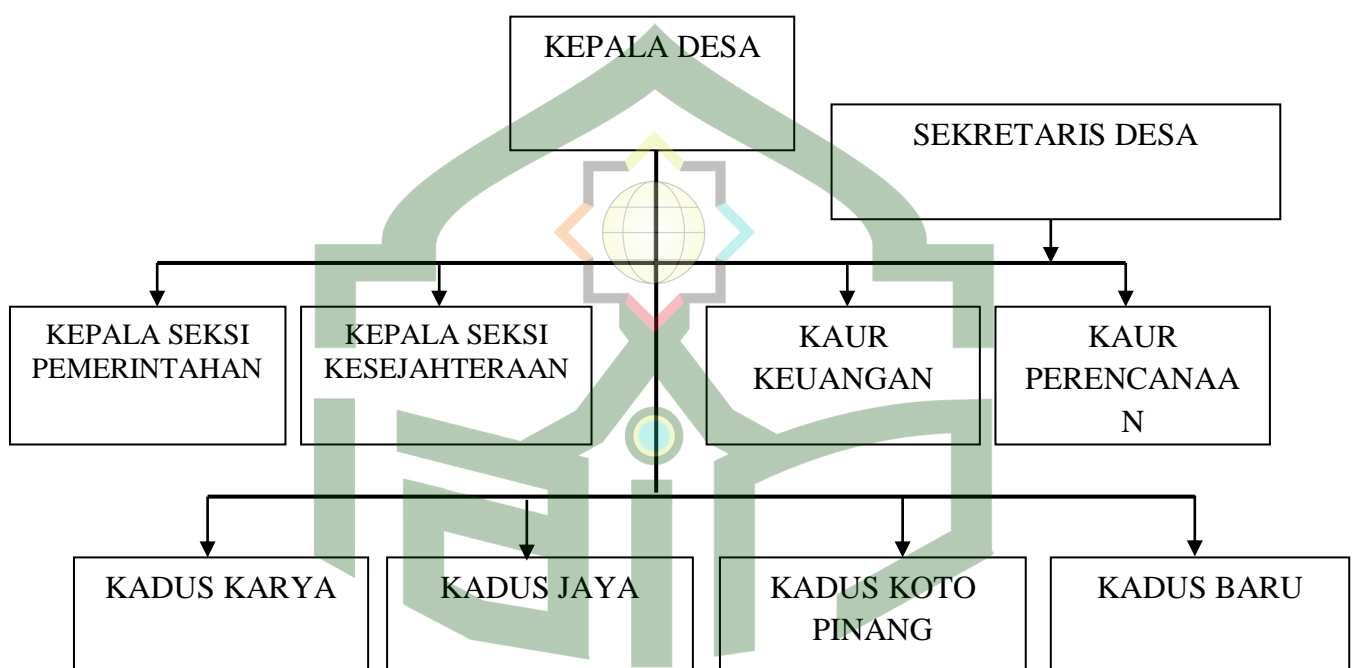 KEPALA DESA
SEKRETARIS DESA
KEPALA SEKSI
PEMERINTAHAN
KEPALA SEKSI
KESEJAHTERAAN
KAUR
KEUANGAN
KAUR
PERENCANAA
N
KADUS KARYA
KADUS JAYA
KADUS KOTO
PINANG
KADUS BARU